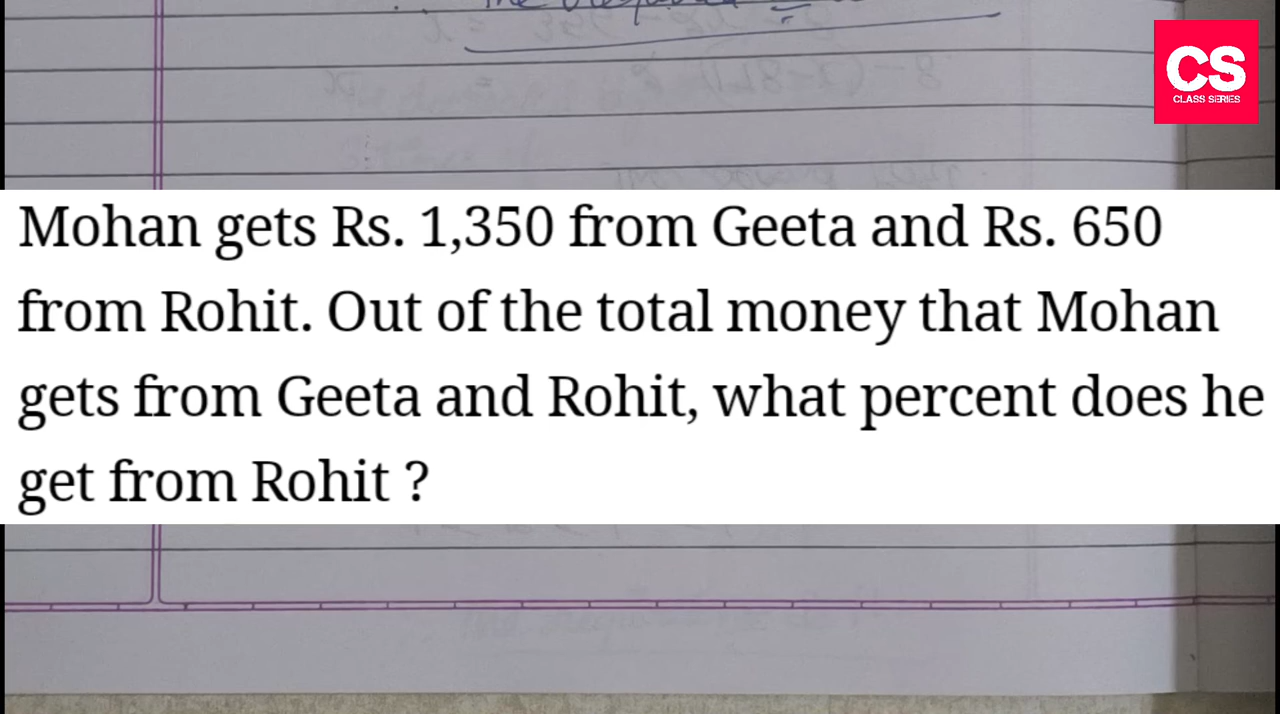 CS
CLASS SERIES
Mohan gets Rs. 1,350 from Geeta and Rs. 650
from Rohit. Out of the total money that Mohan
gets from Geeta and Rohit, what percent does he
get from Rohit ?